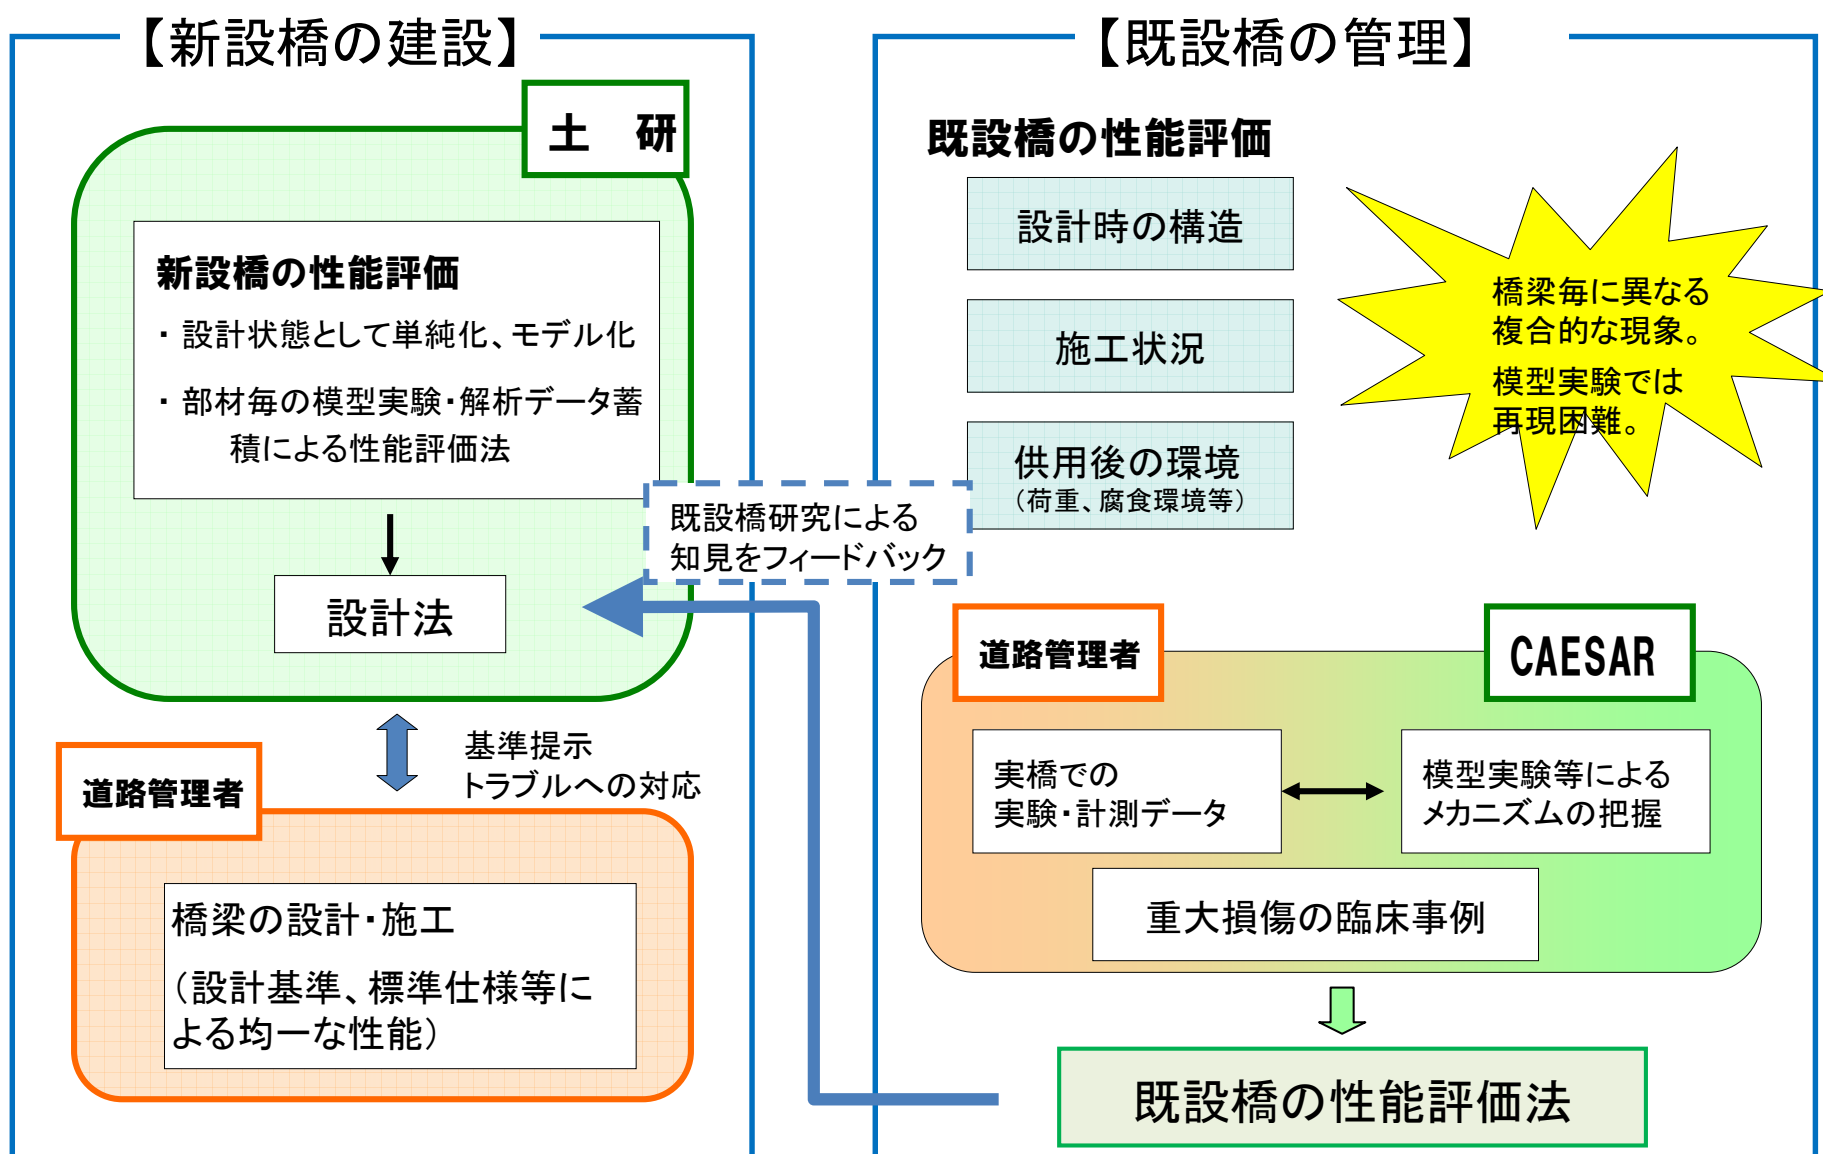 【新設橋の建設】
土　研
新設橋の性能評価
・設計状態として単純化、モデル化
・部材毎の模型実験・解析データ蓄
積による性能評価法
設計法
基準提示
トラブルへの対応
道路管理者
橋梁の設計・施工
（設計基準、標準仕様等に
よる均一な性能）
既設橋研究による
知見をフィードバック
【既設橋の管理】
既設橋の性能評価
設計時の構造
施工状況
供用後の環境
（荷重、腐食環境等）
橋梁毎に異なる
複合的な現象。
模型実験では
再現困難。
道路管理者
CAESAR
実橋での
実験・計測データ
模型実験等による
メカニズムの把握
重大損傷の臨床事例
既設橋の性能評価法